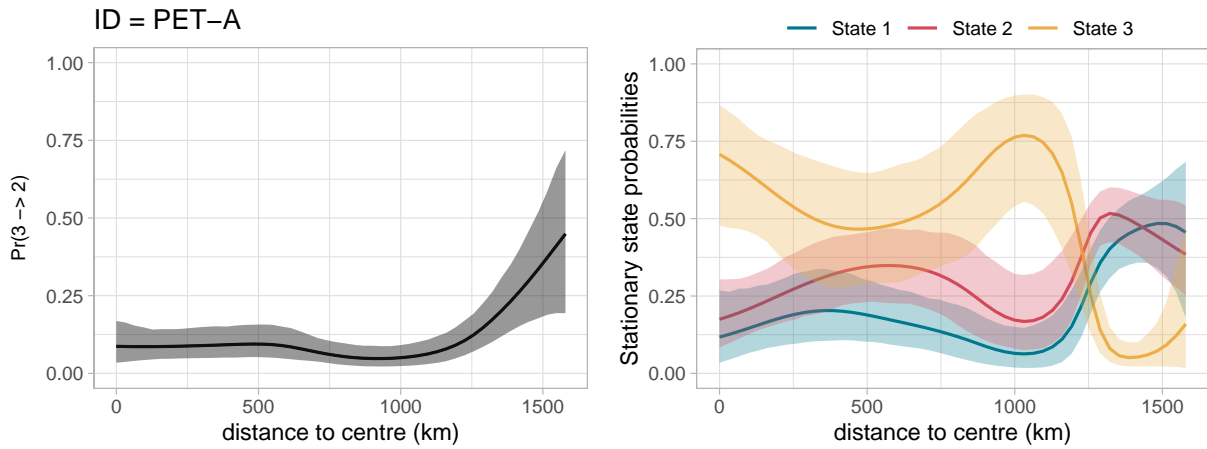 ID = PET−A
1.00
0.75
0.50
0.25
0.00
Pr(3 −> 2)
0 500 1000 1500
distance to centre (km)
State 1 State 2 State 3
1.00
0.75
0.50
0.25
0.00
Stationary state probabilities
0 500 1000 1500
distance to centre (km)